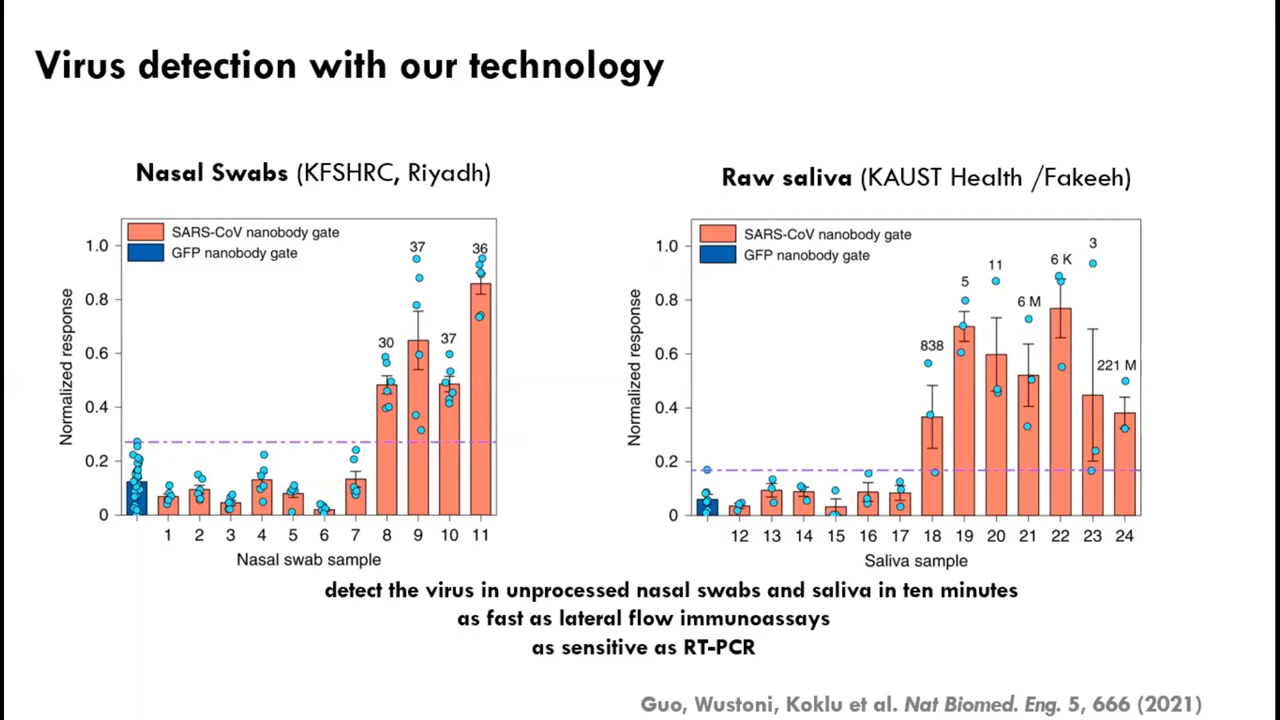 Virus detection with our technology
Nasal Swabs (KFSHRC, Riyadh)
SARS-CoV nanobody gate
GFP nanobody gate
Normalized response
1.0
0.8
0.6
0.4
0.2
0
30
37
37
36
1 2 3 4 5 6 7 8 9 10 11
Nasal swab sample
Raw saliva (KAUST Health /Fakeeh)
SARS-CoV nanobody gate
GFP nanobody gate
Normalized response
1.0
0.8
0.6
0.4
0.2
0
838
5
11
6 M
6 K
3
221 M
12 13 14 15 16 17 18 19 20 21 22 23 24
Saliva sample
detect the virus in unprocessed nasal swabs and saliva in ten minutes
as fast as lateral flow immunoassays
as sensitive as RT-PCR
Guo, Wustoni, Koklu et al. Nat Biomed. Eng. 5, 666 (2021)